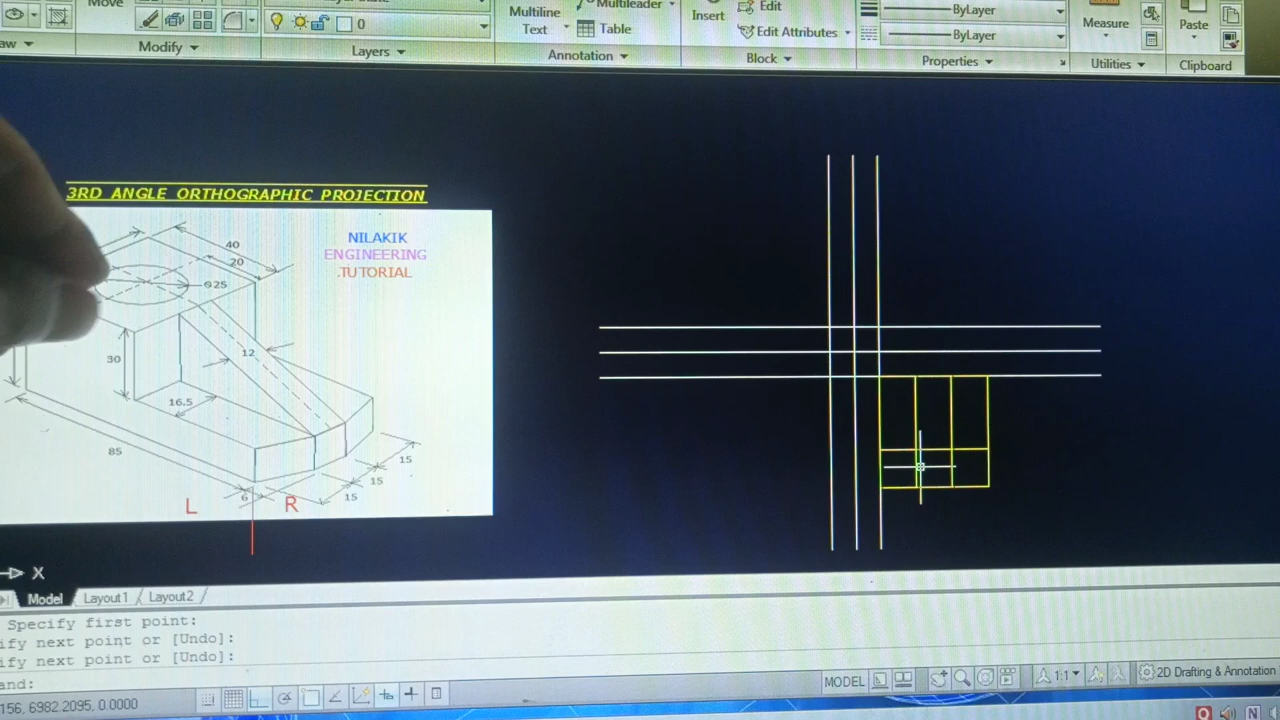 Move
0
Multiline
Text
Multileader
Table
Insert
Edit
Edit Attributes
ByLayer
ByLayer
Measure
Paste
Modify
Layers
Annotation
Block
Properties
Utilities
Clipboard
3RD ANGLE ORTHOGRAPHIC PROJECTION
NILAKIK
ENGINEERING
.TUTORIAL
40
20
Φ25
30
12
16.5
85
15
15
15
6
L
R
X
Model
Layout1
Layout2
Specify first point:
ify next point or [Undo]:
ify next point or [Undo]:
and:
156, 6982.2095, 0.0000
MODEL
1:1
2D Drafting & Annotation
N